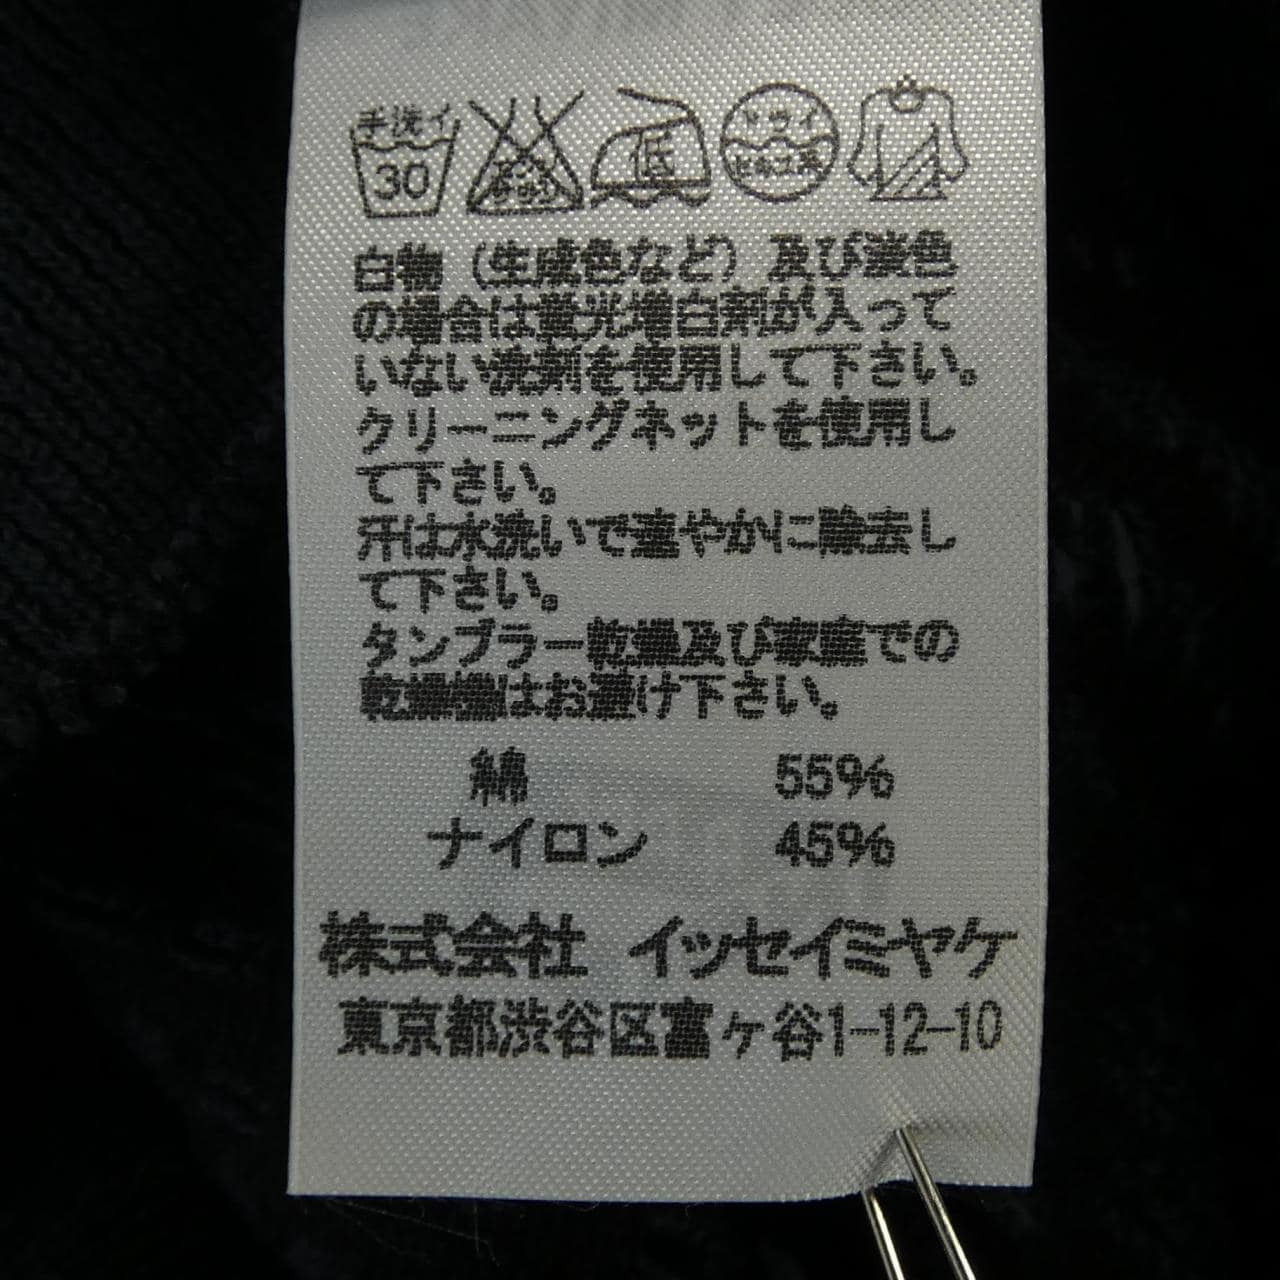 手洗イ
30
低
ドライ
白物（生成色など）及び淡色
の場合は蛍光増白剤が入って
いない洗剤を使用して下さい。
クリーニングネットを使用し
て下さい。
汗は水洗いで速やかに除去し
て下さい。
タンブラー乾燥及び家庭での
乾燥機はお避け下さい。
綿 55%
ナイロン 45%
株式会社 イッセイミヤケ
東京都渋谷区富ヶ谷1-12-10